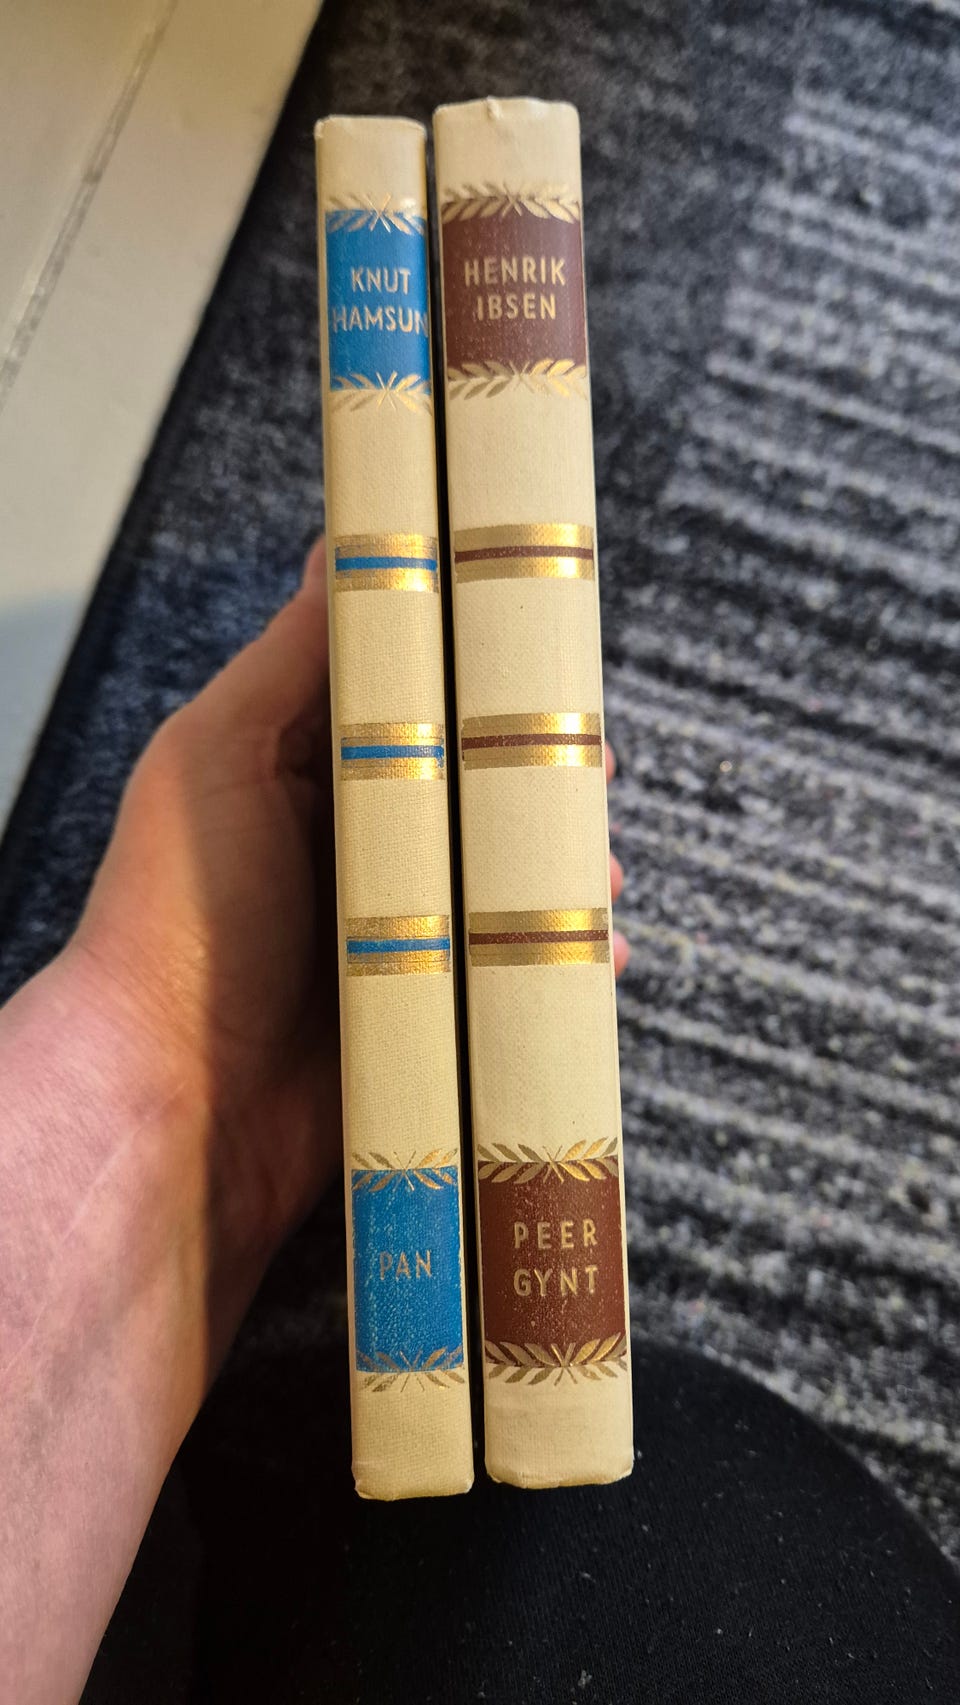 KNUT
HAMSUN
PAN
HENRIK
IBSEN
PEER
GYNT